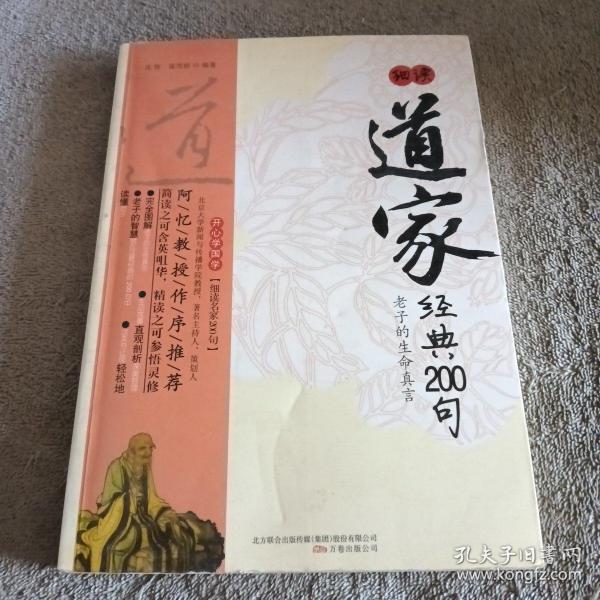 细读
道家
经典200句
老子的生命真言
编著
道
开心学国学
【细读名家200句】
北京大学新闻与传播学院教授、著名主持人、策划人
阿/忆/教/授/作/序/推/荐
简读之可含英咀华,精读之可参悟灵修
●完全图解
●直观剖析
●老子的智慧
●轻松地
读懂
北方联合出版传媒(集团)股份有限公司
万卷出版公司
孔夫子旧书网
www.kongfz.com